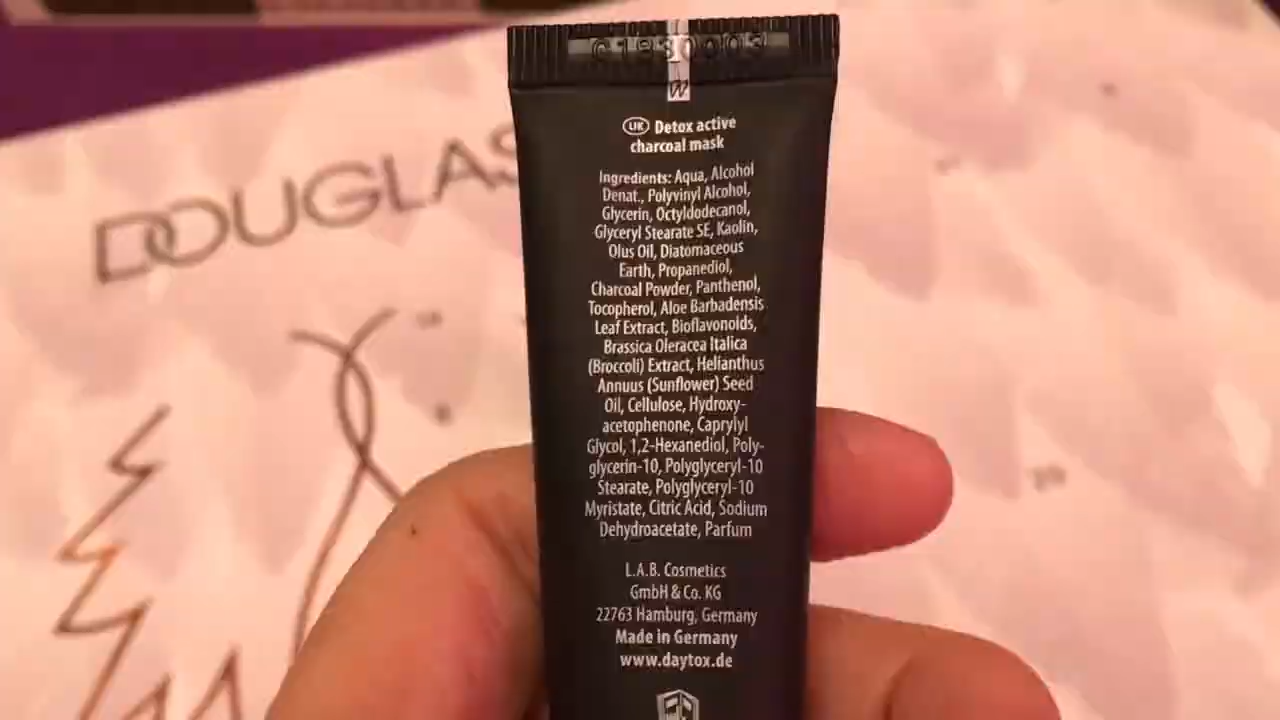 C1830603
UK Detox active
charcoal mask
Ingredients: Aqua, Alcohol
Denat., Polyvinyl Alcohol,
Glycerin, Octyldodecanol,
Glyceryl Stearate SE, Kaolin,
Olus Oil, Diatomaceous
Earth, Propanediol,
Charcoal Powder, Panthenol,
Tocopherol, Aloe Barbadensis
Leaf Extract, Bioflavonoids,
Brassica Oleracea Italica
(Broccoli) Extract, Helianthus
Annuus (Sunflower) Seed
Oil, Cellulose, Hydroxy-
acetophenone, Caprylyl
Glycol, 1,2-Hexanediol, Poly-
glycerin-10, Polyglyceryl-10
Stearate, Polyglyceryl-10
Myristate, Citric Acid, Sodium
Dehydroacetate, Parfum
L.A.B. Cosmetics
GmbH & Co. KG
22763 Hamburg, Germany
Made in Germany
www.daytox.de
DOUGLAS